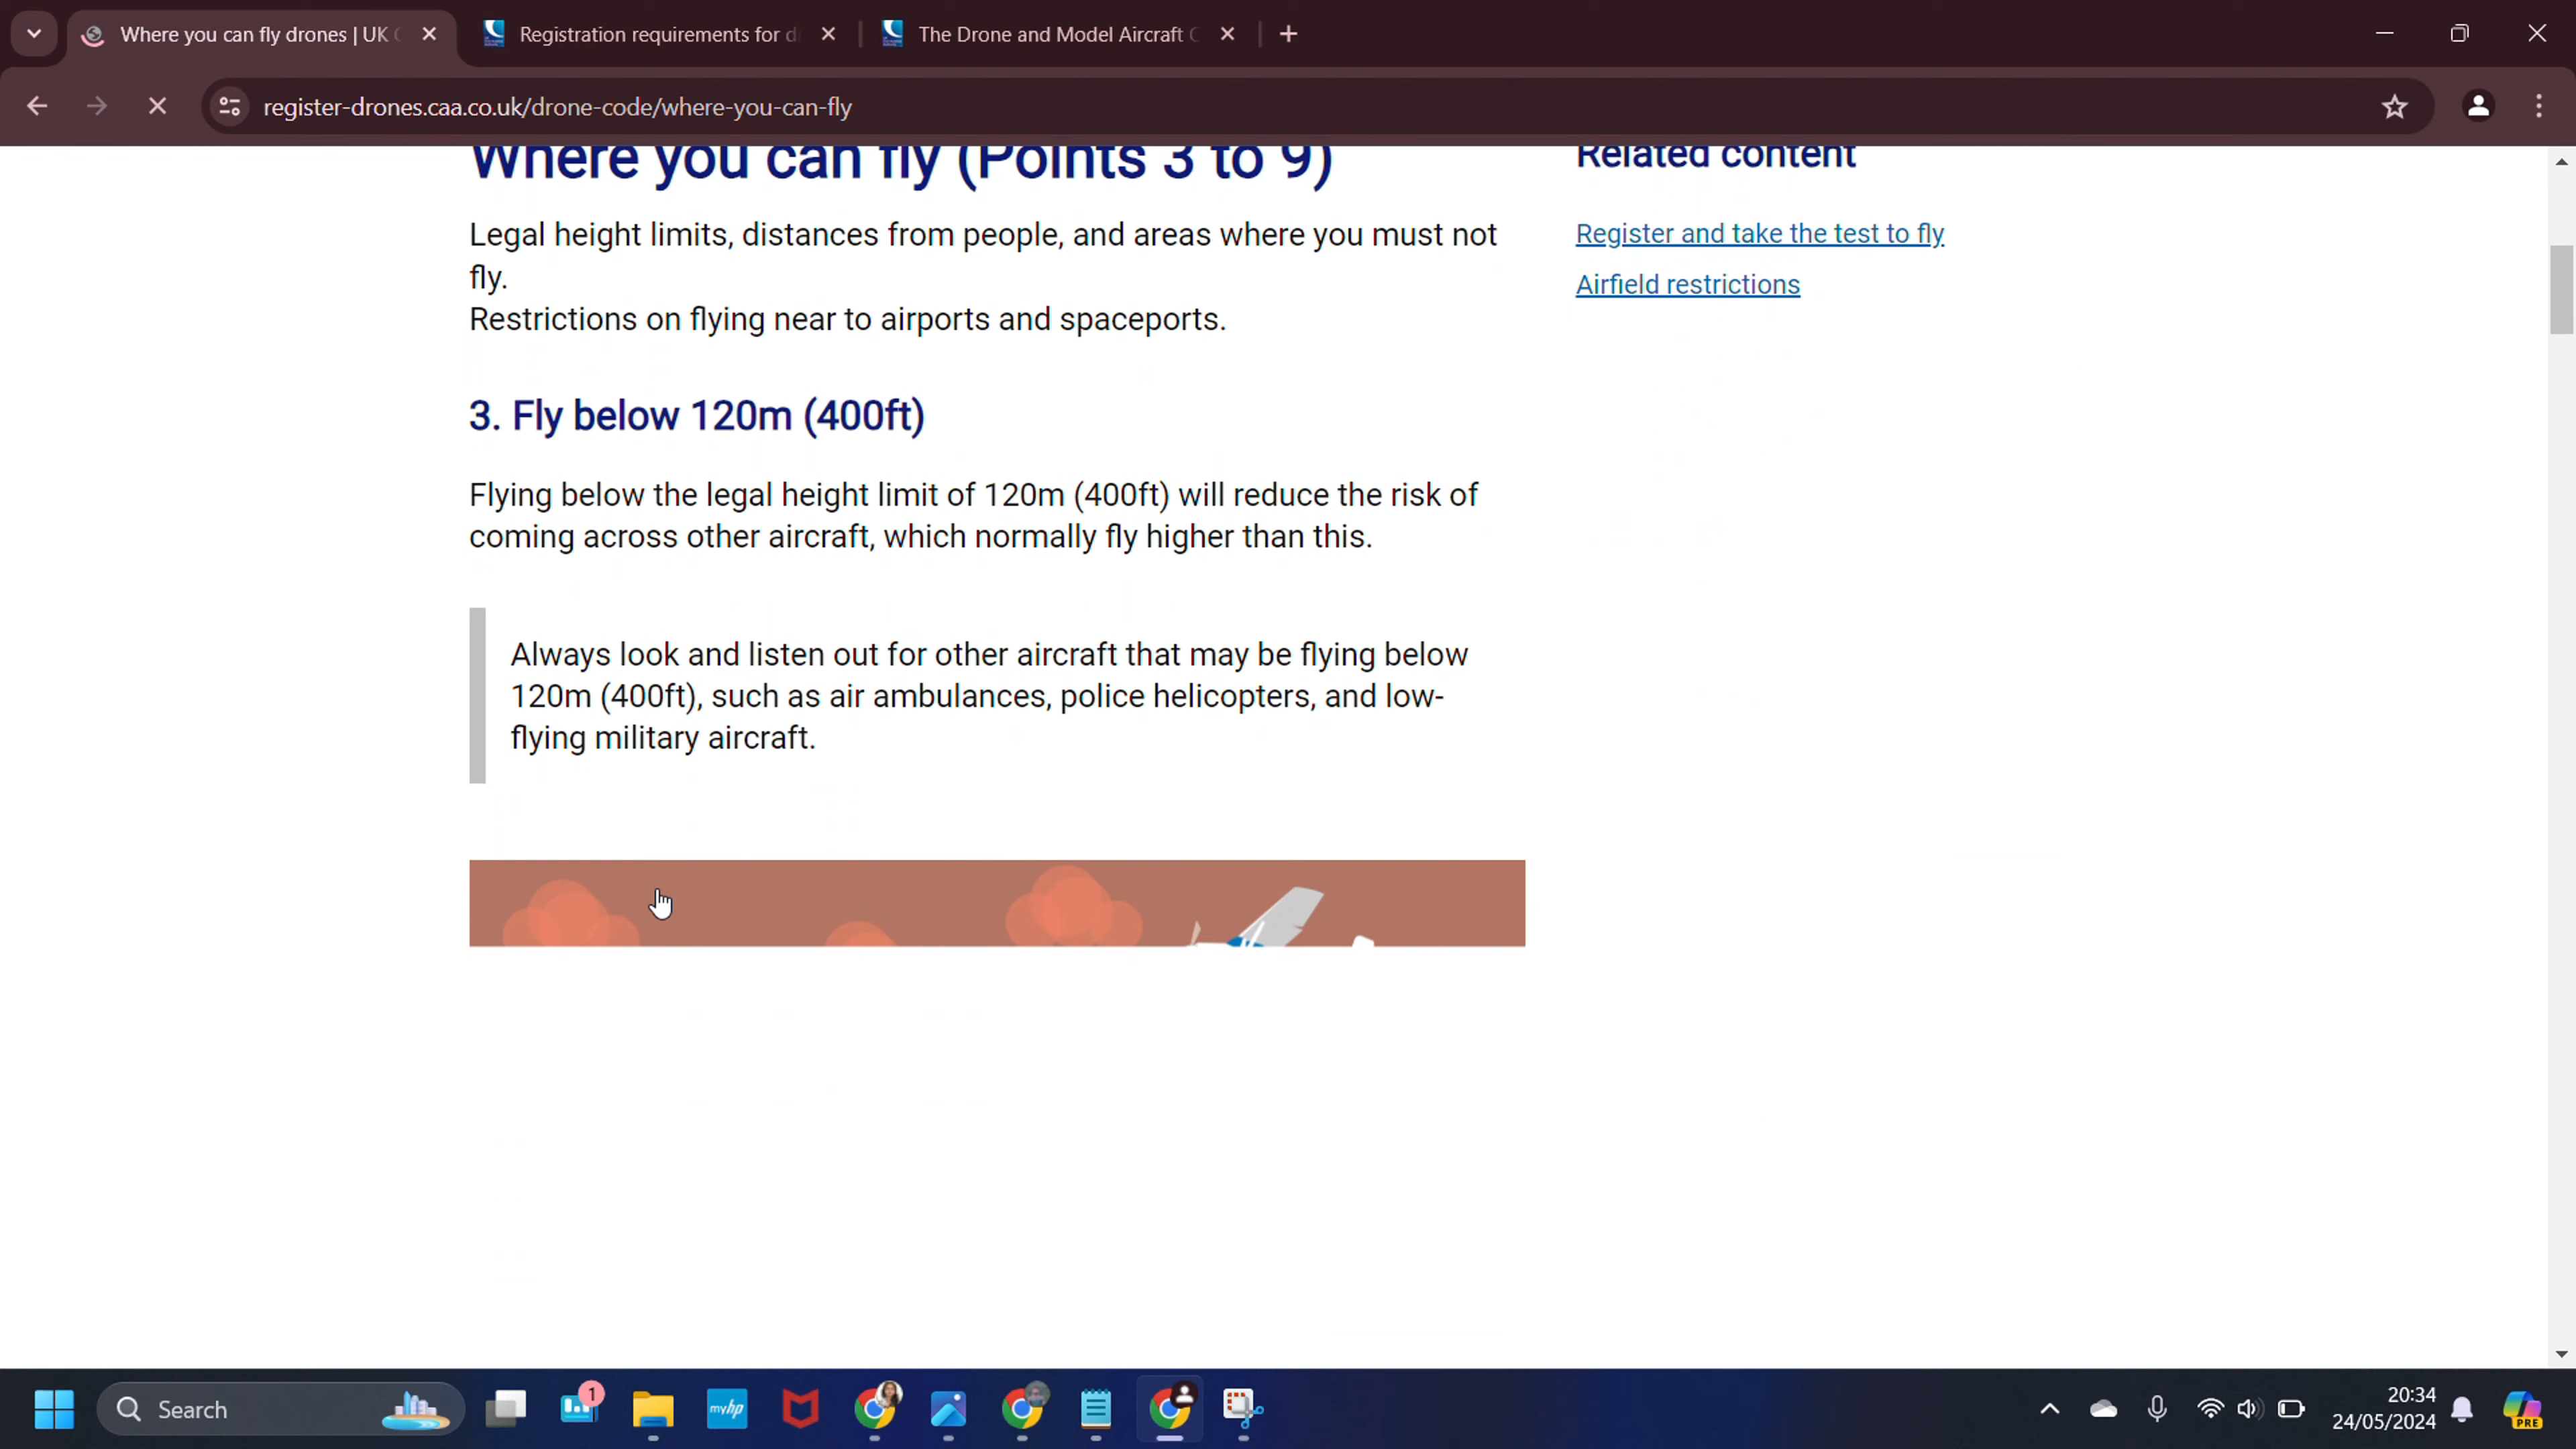 Where you can fly drones | UK
Registration requirements for d
The Drone and Model Aircraft C
register-drones.caa.co.uk/drone-code/where-you-can-fly
Where you can fly (Points 3 to 9)
Related content
Legal height limits, distances from people, and areas where you must not
fly.
Restrictions on flying near to airports and spaceports.
Register and take the test to fly
Airfield restrictions
3. Fly below 120m (400ft)
Flying below the legal height limit of 120m (400ft) will reduce the risk of
coming across other aircraft, which normally fly higher than this.
Always look and listen out for other aircraft that may be flying below
120m (400ft), such as air ambulances, police helicopters, and low-
flying military aircraft.
Search
1
myhp
20:34
24/05/2024
PRE